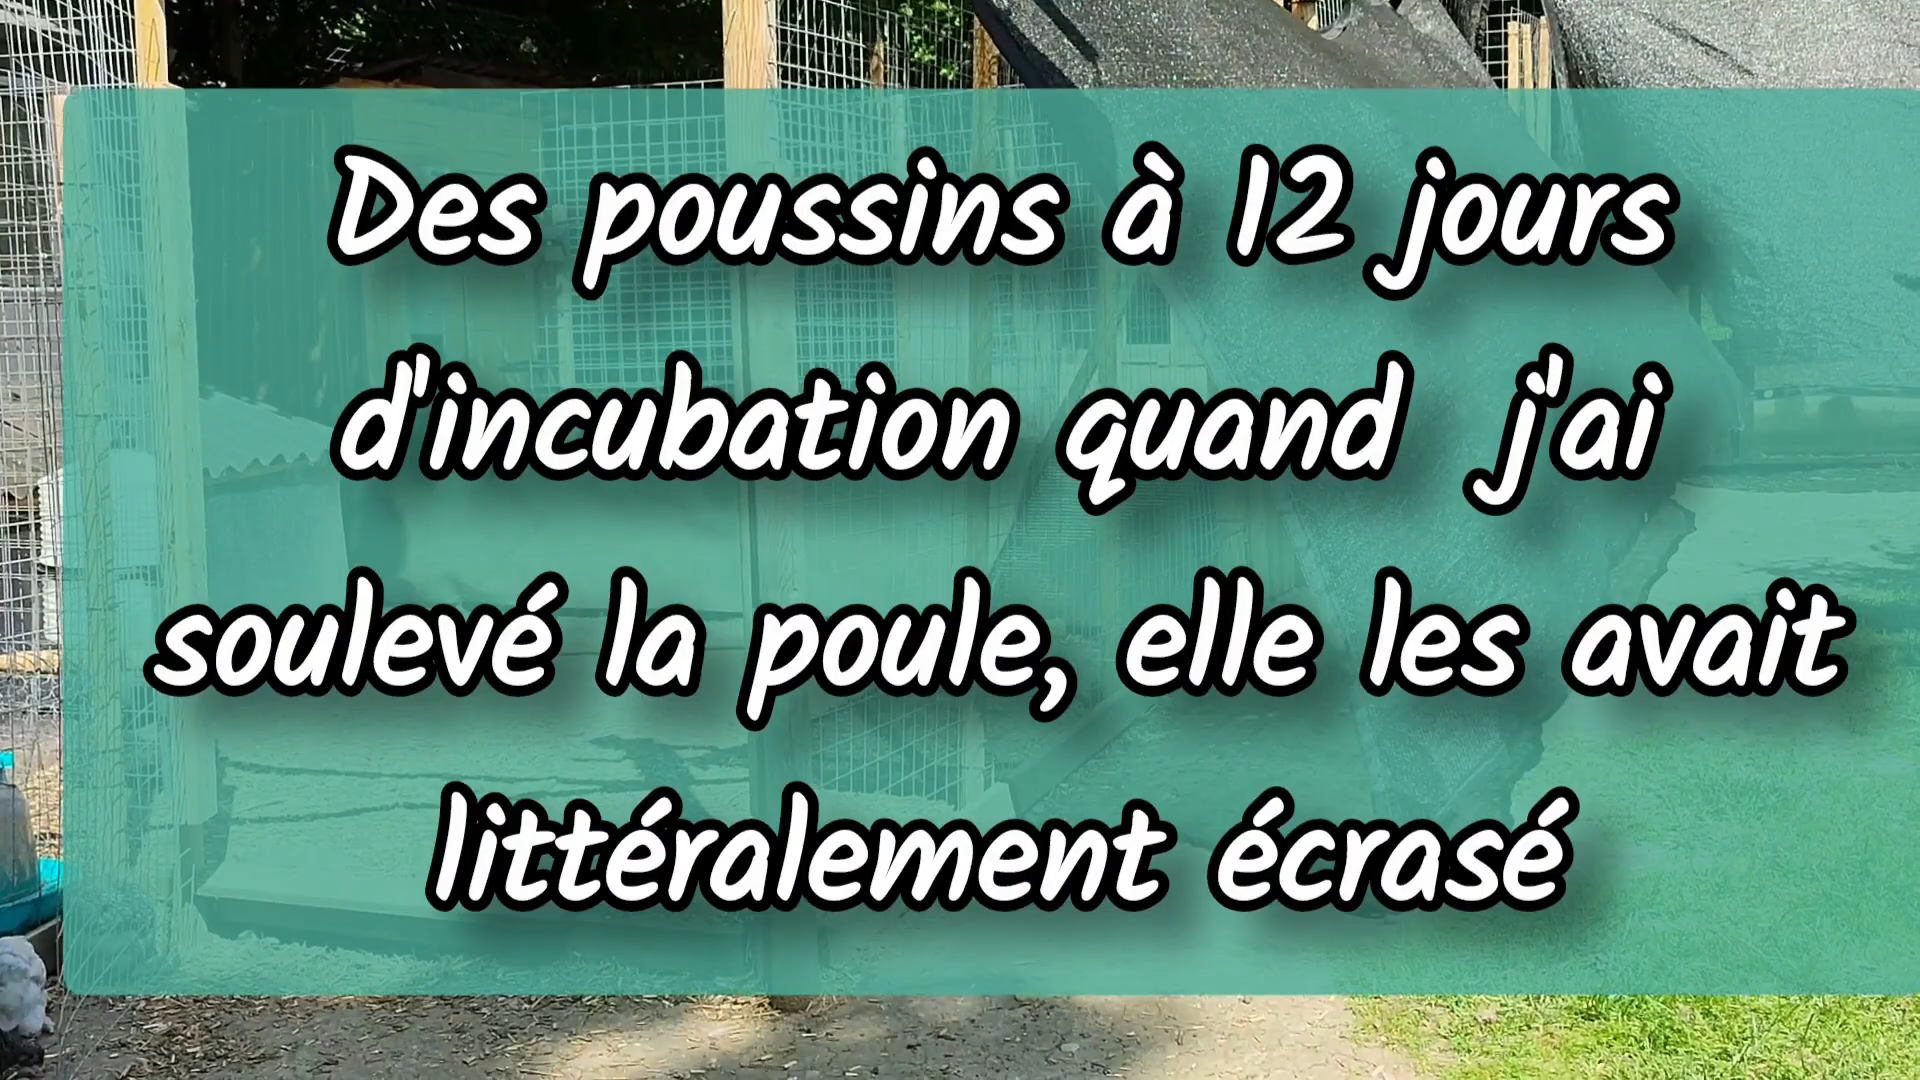 Des poussins à 12 jours
d'incubation quand j'ai
soulevé la poule, elle les avait
littéralement écrasé